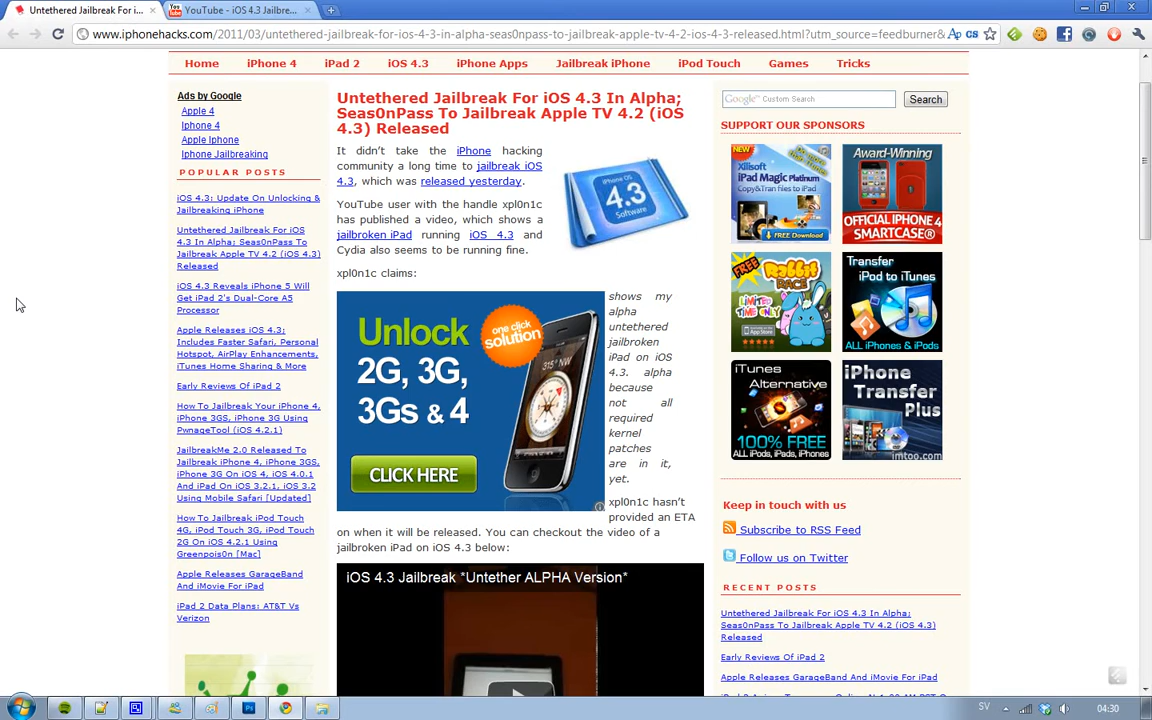 Untethered Jailbreak For i...
YouTube - iOS 4.3 Jailbre...
www.iphonehacks.com/2011/03/untethered-jailbreak-for-ios-4-3-in-alpha-seas0npass-to-jailbreak-apple-tv-4-2-ios-4-3-released.html?utm_source=feedburner&
Home iPhone 4 iPad 2 iOS 4.3 iPhone Apps Jailbreak iPhone iPod Touch Games Tricks
Ads by Google
Apple 4
Iphone 4
Apple Iphone
Iphone Jailbreaking
POPULAR POSTS
iOS 4.3: Update On Unlocking &
Jailbreaking iPhone
Untethered Jailbreak For iOS
4.3 In Alpha; Seas0nPass To
Jailbreak Apple TV 4.2 (iOS 4.3)
Released
iOS 4.3 Reveals iPhone 5 Will
Get iPad 2's Dual-Core A5
Processor
Apple Releases iOS 4.3;
Includes Faster Safari, Personal
Hotspot, AirPlay Enhancements,
iTunes Home Sharing & More
Early Reviews Of iPad 2
How To Jailbreak Your iPhone 4,
iPhone 3GS, iPhone 3G Using
PwnageTool (iOS 4.2.1)
JailbreakMe 2.0 Released To
Jailbreak iPhone 4, iPhone 3GS,
iPhone 3G On iOS 4, iOS 4.0.1
And iPad On iOS 3.2.1, iOS 3.2
Using Mobile Safari [Updated]
How To Jailbreak iPod Touch
4G, iPod Touch 3G, iPod Touch
2G On iOS 4.2.1 Using
Greenpois0n [Mac]
Apple Releases GarageBand
And iMovie For iPad
iPad 2 Data Plans: AT&T Vs
Verizon
Untethered Jailbreak For iOS 4.3 In Alpha;
Seas0nPass To Jailbreak Apple TV 4.2 (iOS
4.3) Released
It didn't take the iPhone hacking
community a long time to jailbreak iOS
4.3, which was released yesterday.
YouTube user with the handle xpl0n1c
has published a video, which shows a
jailbroken iPad running iOS 4.3 and
Cydia also seems to be running fine.
xpl0n1c claims:
iPhone OS
4.3
Software
Unlock
2G, 3G,
3Gs & 4
one click
solution
CLICK HERE
shows my
alpha
untethered
jailbroken
iPad on iOS
4.3. alpha
because
not all
required
kernel
patches
are in it,
yet.
xpl0n1c hasn't
provided an ETA
on when it will be released. You can checkout the video of a
jailbroken iPad on iOS 4.3 below:
iOS 4.3 Jailbreak *Untether ALPHA Version*
Google™ Custom Search
Search
SUPPORT OUR SPONSORS
NEW
Xilisoft
iPad Magic Platinum
Copy&Tran files to iPad
FREE Download
Award-Winning
OFFICIAL IPHONE 4
SMARTCASE®
FREE
Rabbit
RACE
LIMITED
TIME ONLY
Transfer
iPod to iTunes
ALL iPhones & iPods
iTunes
Alternative
100% FREE
ALL iPods, iPads, iPhones
iPhone
Transfer
Plus
imtoo.com
Keep in touch with us
Subscribe to RSS Feed
Follow us on Twitter
RECENT POSTS
Untethered Jailbreak For iOS 4.3 In Alpha;
Seas0nPass To Jailbreak Apple TV 4.2 (iOS 4.3)
Released
Early Reviews Of iPad 2
Apple Releases GarageBand And iMovie For iPad
SV
04:30